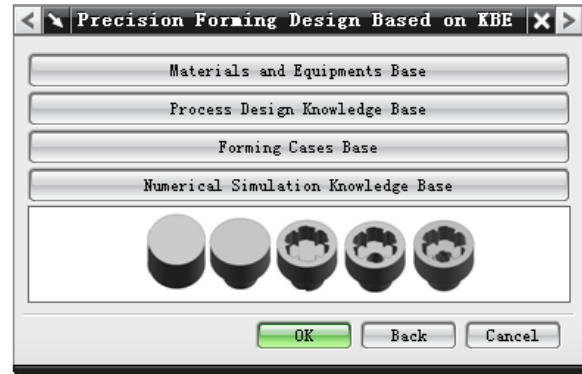 Precision Forming Design Based on KBE
Materials and Equipments Base
Process Design Knowledge Base
Forming Cases Base
Numerical Simulation Knowledge Base
OK Back Cancel